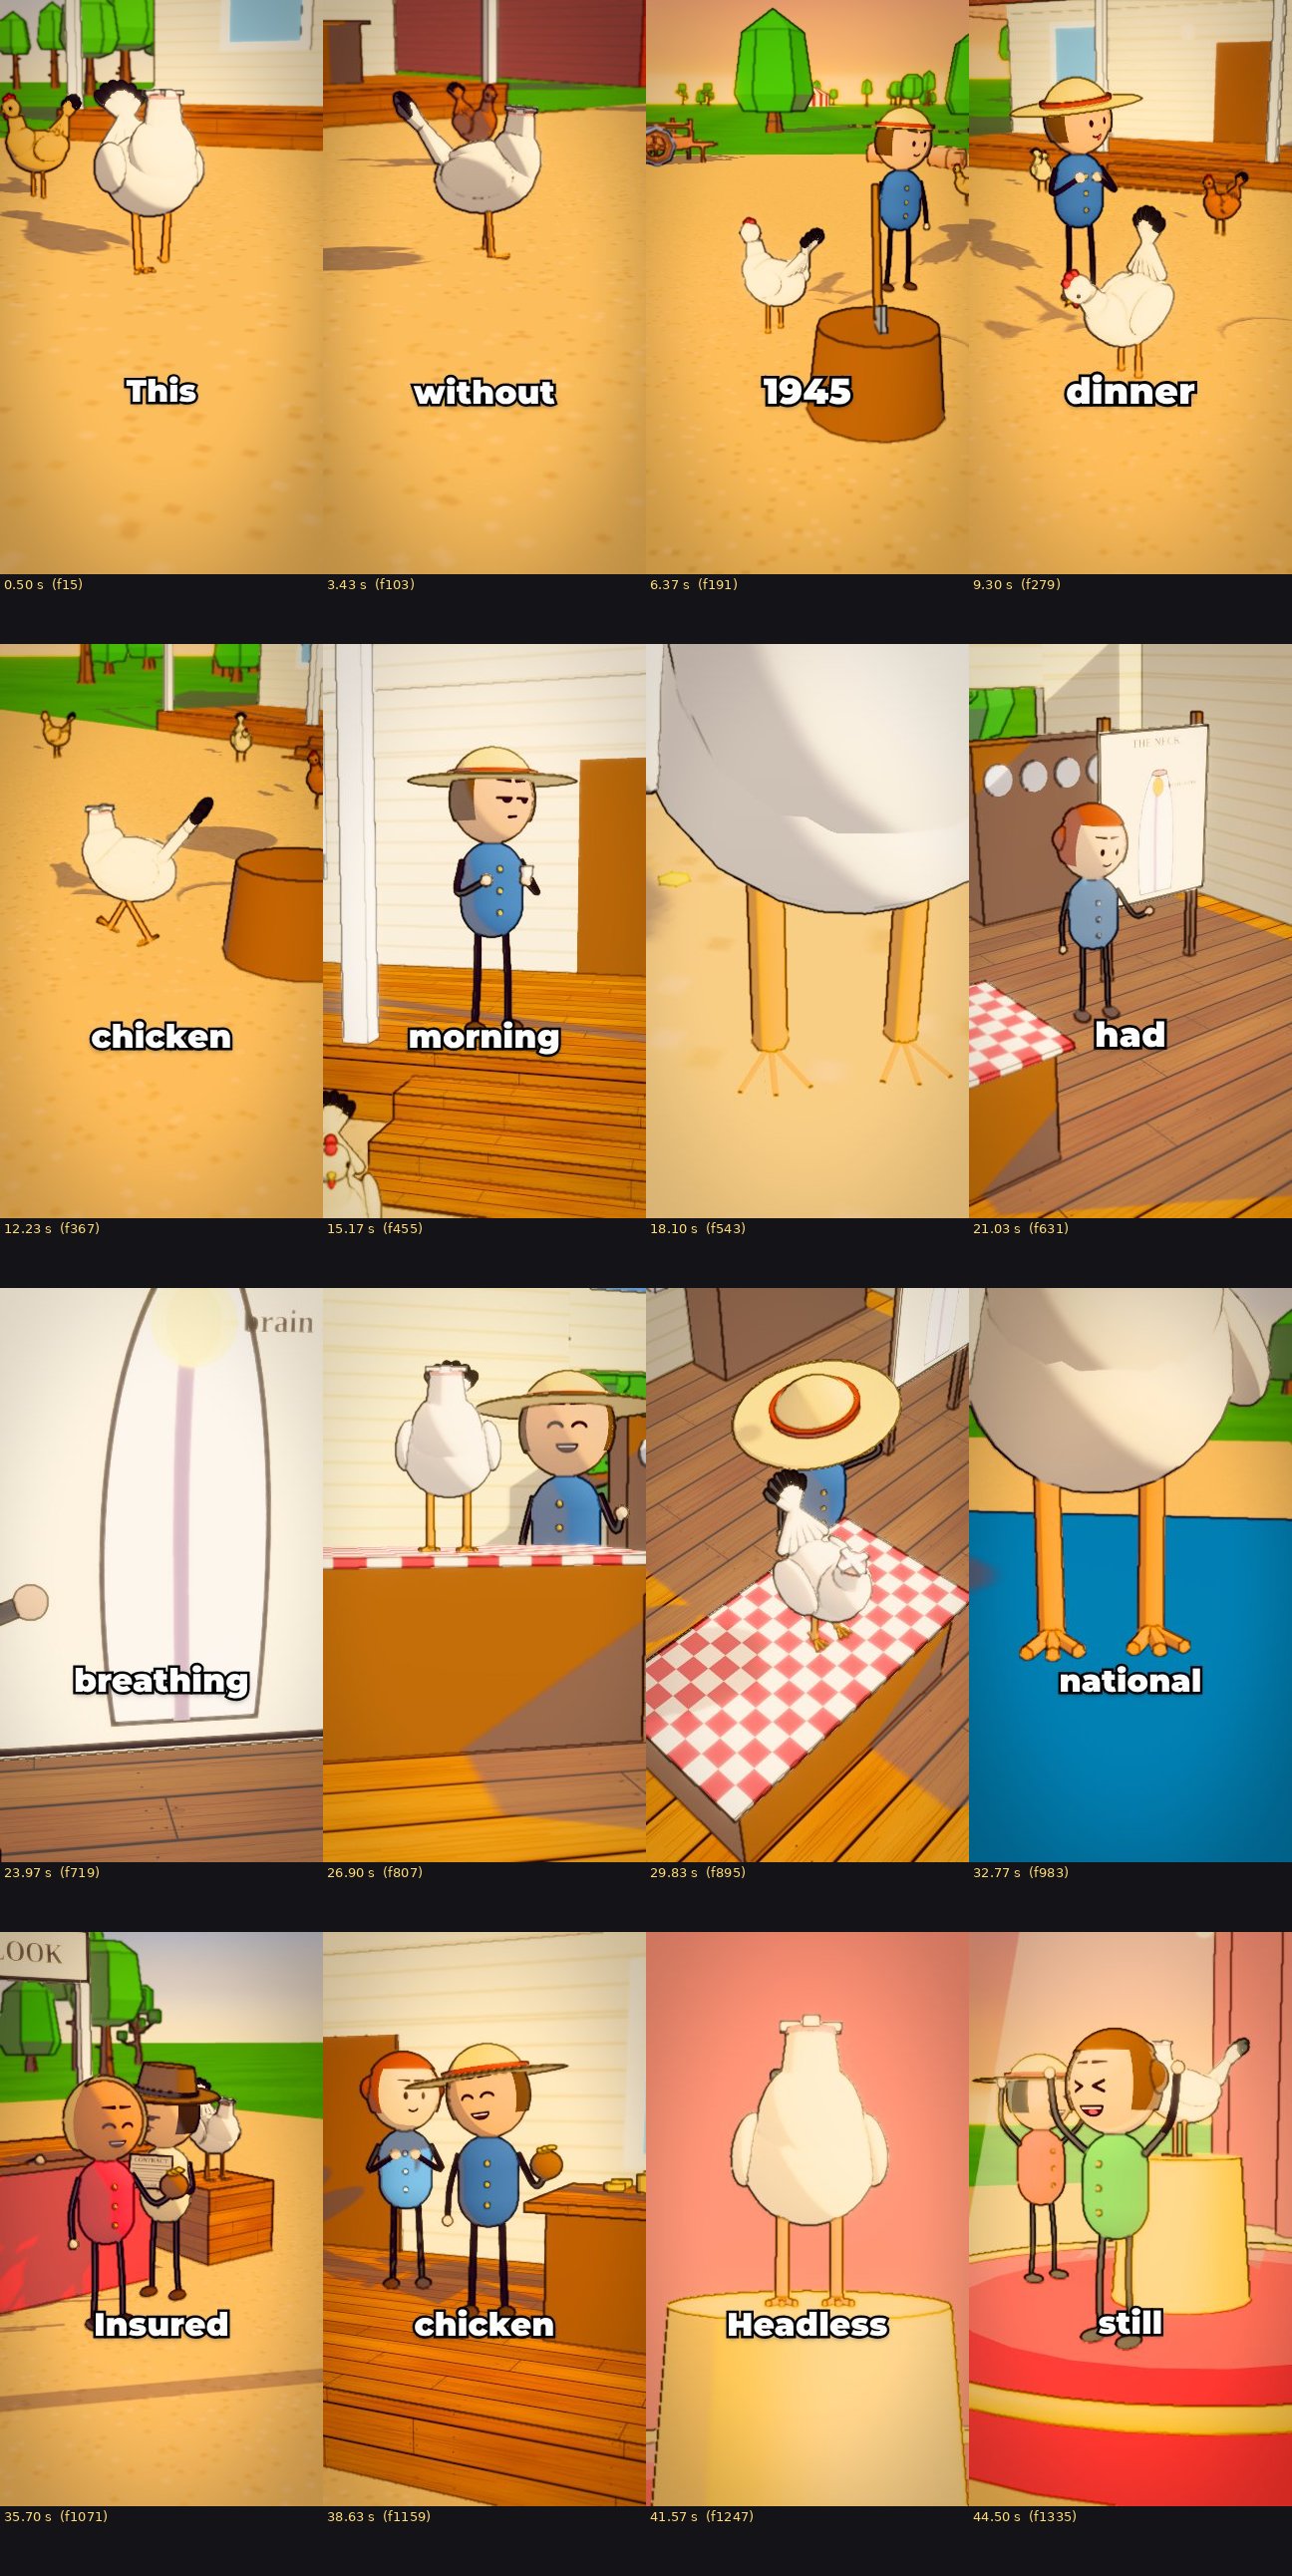 This
without
1945
dinner
0.50 s (f15)
3.43 s (f103)
6.37 s (f191)
9.30 s (f279)
THE NECK
chicken
morning
had
12.23 s (f367)
15.17 s (f455)
18.10 s (f543)
21.03 s (f631)
brain
breathing
national
23.97 s (f719)
26.90 s (f807)
29.83 s (f895)
32.77 s (f983)
LOOK
CONTRACT
Insured
chicken
Headless
still
35.70 s (f1071)
38.63 s (f1159)
41.57 s (f1247)
44.50 s (f1335)